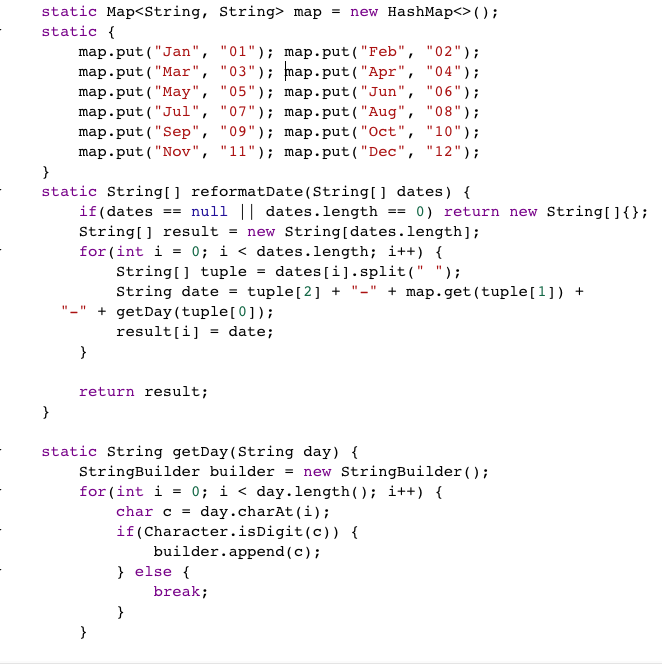 static Map<String, String> map = new HashMap<>();
static {
map.put("Jan", "01"); map.put("Feb", "02");
map.put("Mar", "03"); map.put("Apr", "04");
map.put("May", "05"); map.put("Jun", "06");
map.put("Jul", "07"); map.put("Aug", "08");
map.put("Sep", "09"); map.put("Oct", "10");
map.put("Nov", "11"); map.put("Dec", "12");
}
static String[] reformatDate(String[] dates) {
if(dates == null || dates.length == 0) return new String[]{};
String[] result = new String[dates.length];
for(int i = 0; i < dates.length; i++) {
String[] tuple = dates[i].split(" ");
String date = tuple[2] + "-" + map.get(tuple[1]) +
"-" + getDay(tuple[0]);
result[i] = date;
}
return result;
}
static String getDay(String day) {
StringBuilder builder = new StringBuilder();
for(int i = 0; i < day.length(); i++) {
char c = day.charAt(i);
if(Character.isDigit(c)) {
builder.append(c);
} else {
break;
}
}